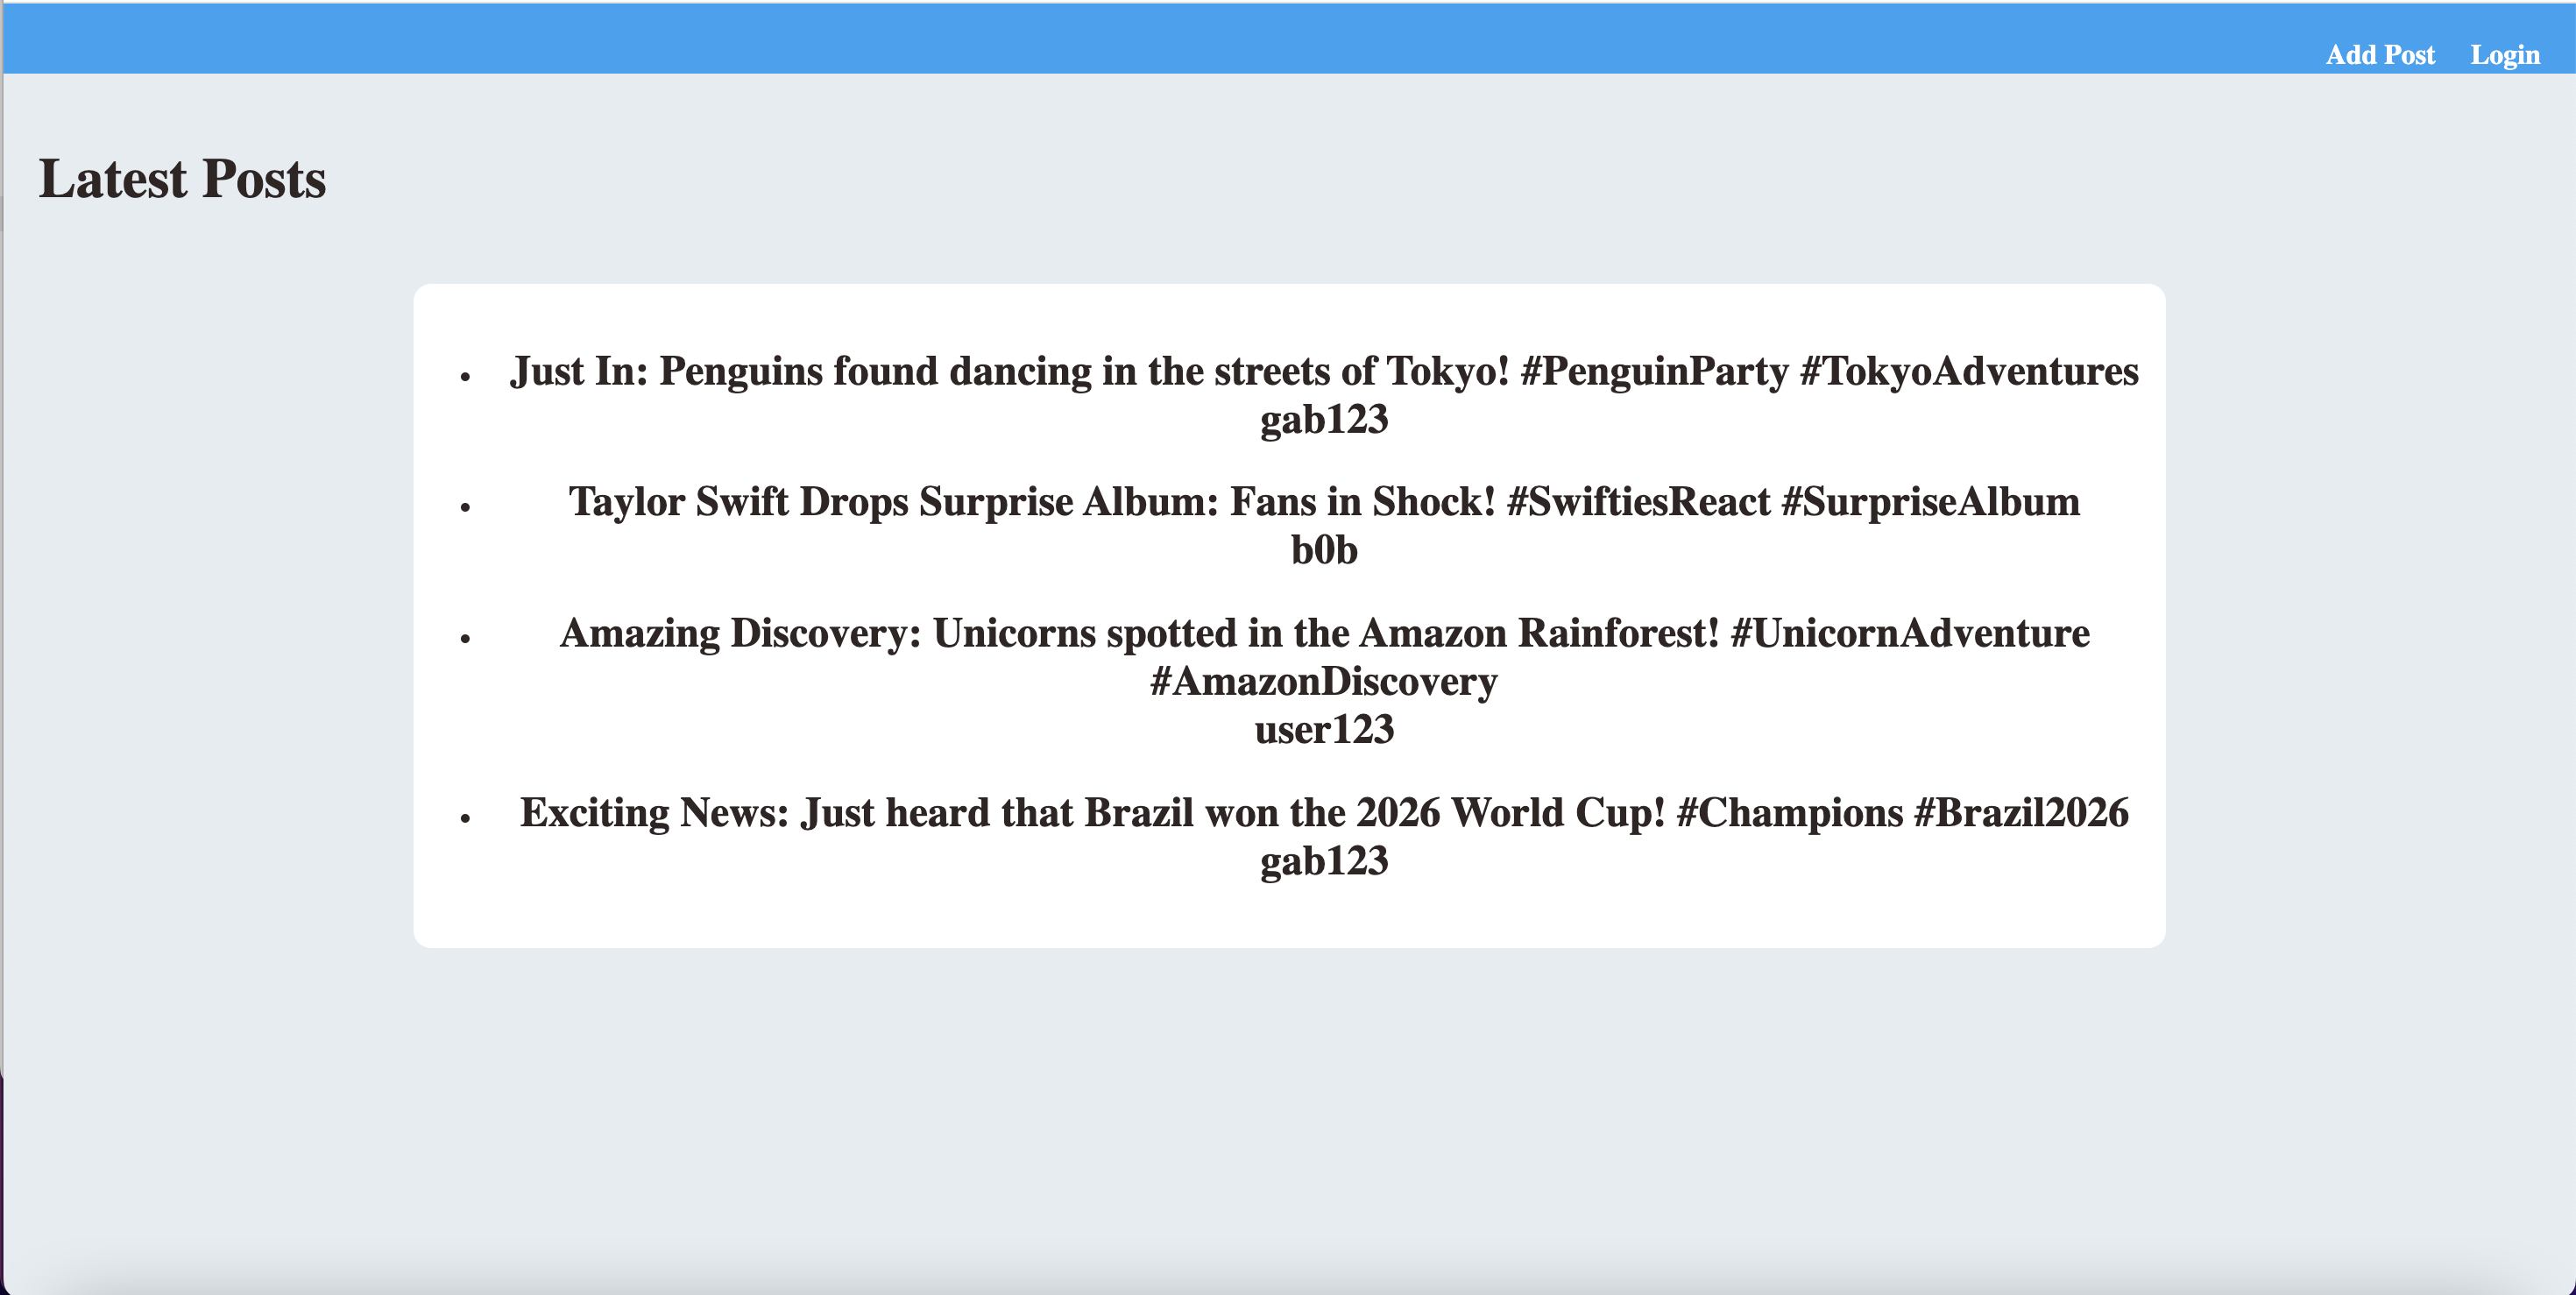 Add Post Login
Latest Posts
• Just In: Penguins found dancing in the streets of Tokyo! #PenguinParty #TokyoAdventures
gab123
• Taylor Swift Drops Surprise Album: Fans in Shock! #SwiftiesReact #SurpriseAlbum
b0b
• Amazing Discovery: Unicorns spotted in the Amazon Rainforest! #UnicornAdventure
#AmazonDiscovery
user123
• Exciting News: Just heard that Brazil won the 2026 World Cup! #Champions #Brazil2026
gab123